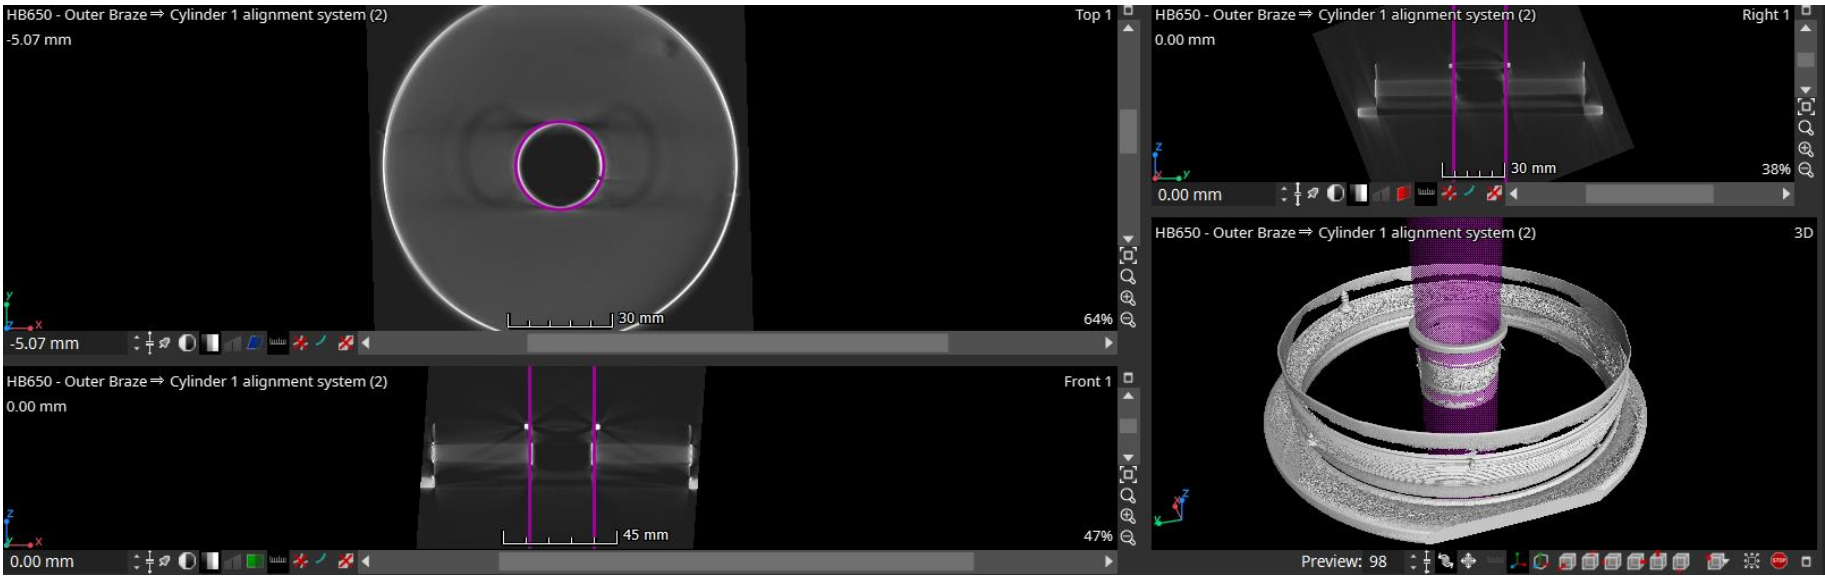 HB650 - Outer Braze⇒ Cylinder 1 alignment system (2)
Top 1
-5.07 mm
30 mm
64%
y
z
x
-5.07 mm
HB650 - Outer Braze⇒ Cylinder 1 alignment system (2)
Front 1
0.00 mm
45 mm
47%
z
y
x
0.00 mm
HB650 - Outer Braze⇒ Cylinder 1 alignment system (2)
Right 1
0.00 mm
30 mm
38%
z
x
y
0.00 mm
HB650 - Outer Braze⇒ Cylinder 1 alignment system (2)
3D
z
x
y
Preview: 98
STOP